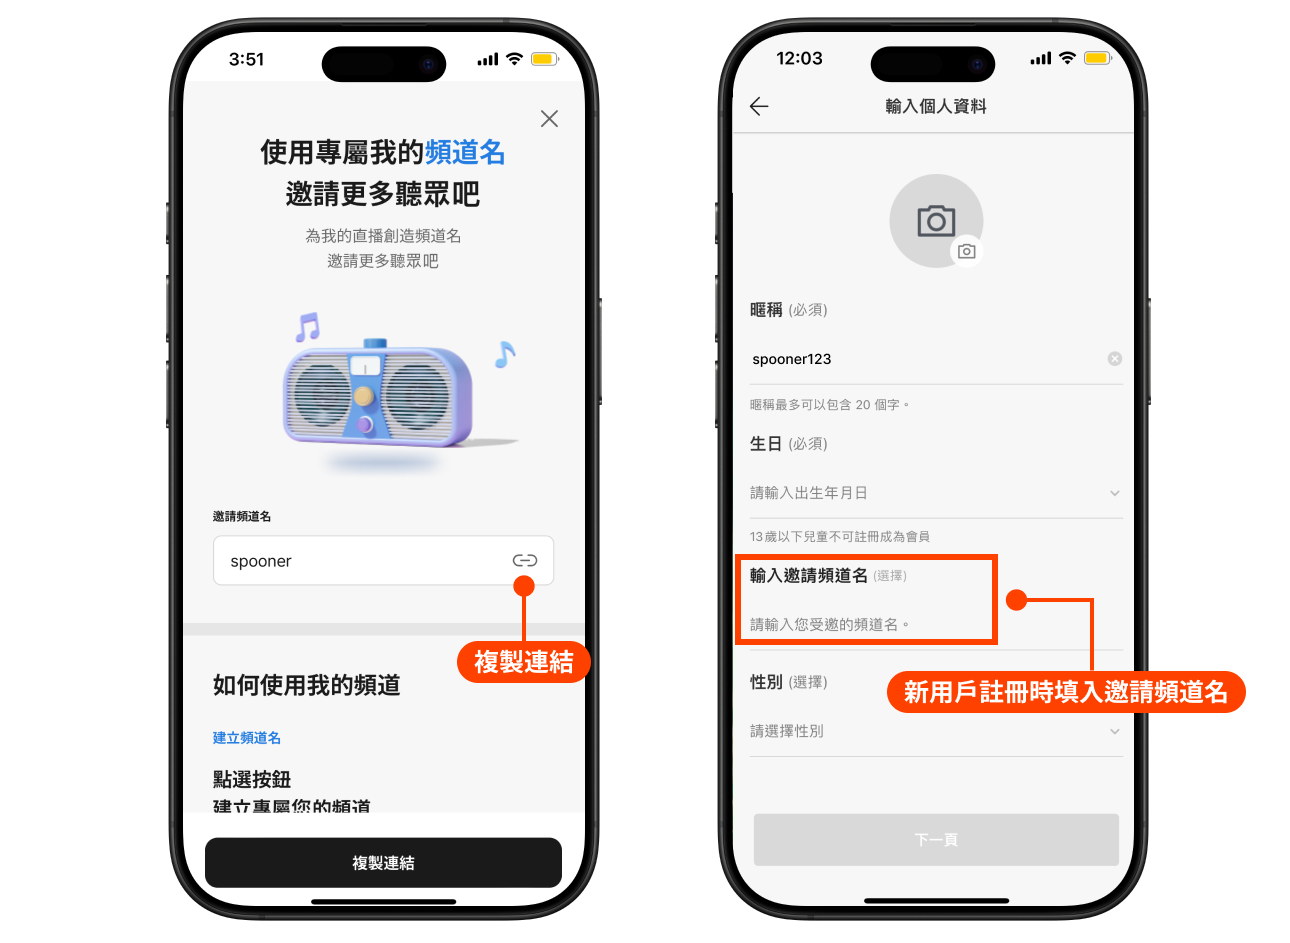 3:51
使用專屬我的頻道名
邀請更多聽眾吧
為我的直播創造頻道名
邀請更多聽眾吧
邀請頻道名
spooner
複製連結
如何使用我的頻道
建立頻道名
點選按鈕
建立專屬您的頻道
複製連結
12:03
輸入個人資料
暱稱 (必須)
spooner123
暱稱最多可以包含 20 個字。
生日 (必須)
請輸入出生年月日
13歲以下兒童不可註冊成為會員
輸入邀請頻道名 (選擇)
請輸入您受邀的頻道名。
性別 (選擇)
新用戶註冊時填入邀請頻道名
請選擇性別
下一頁